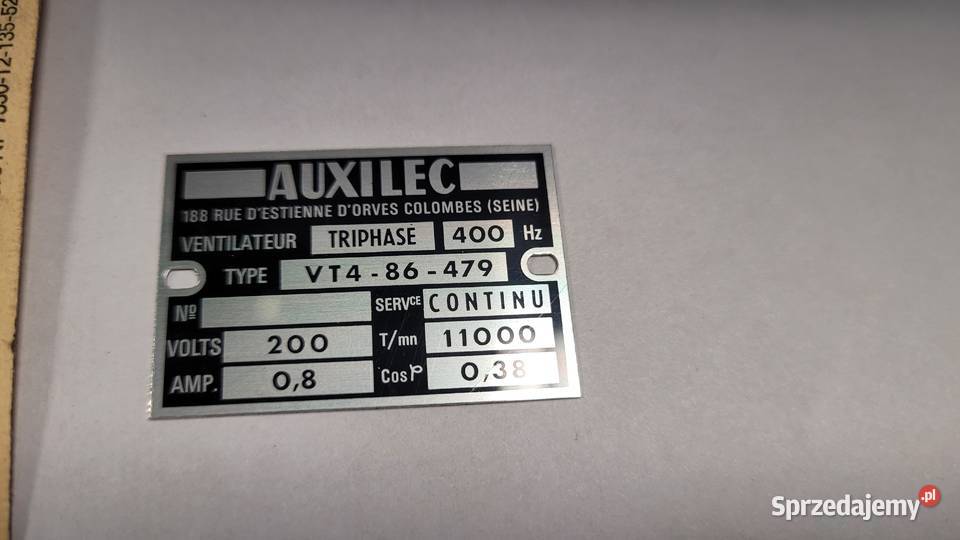 AUXILEC
188 RUE D'ESTIENNE D'ORVES COLOMBES (SEINE)
VENTILATEUR TRIPHASÉ 400 Hz
TYPE VT4-86-479
Nº SERVCE CONTINU
VOLTS 200 T/mn 11000
AMP. 0,8 Cosφ 0,38
Sprzedajemy.pl